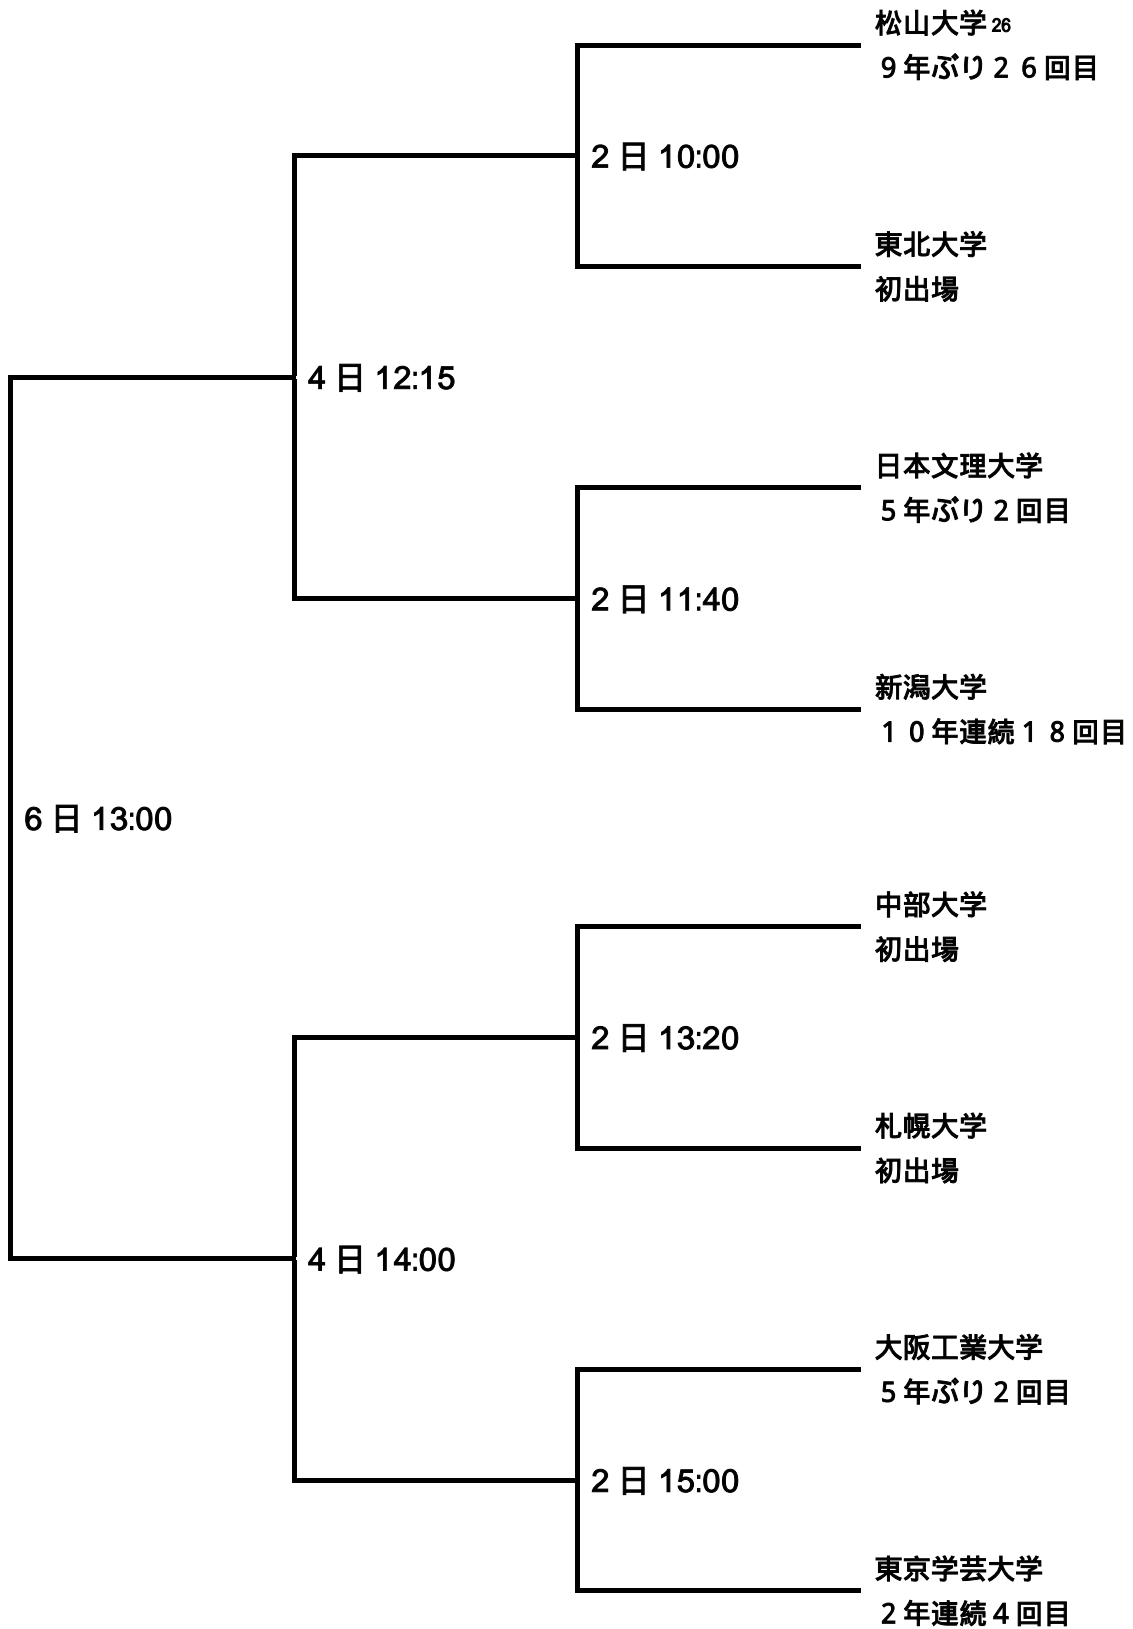 松山大学26
９年ぶり２６回目
２日 10:00
東北大学
初出場
４日 12:15
日本文理大学
５年ぶり２回目
２日 11:40
新潟大学
１０年連続１８回目
６日 13:00
中部大学
初出場
２日 13:20
札幌大学
初出場
４日 14:00
大阪工業大学
５年ぶり２回目
２日 15:00
東京学芸大学
２年連続４回目